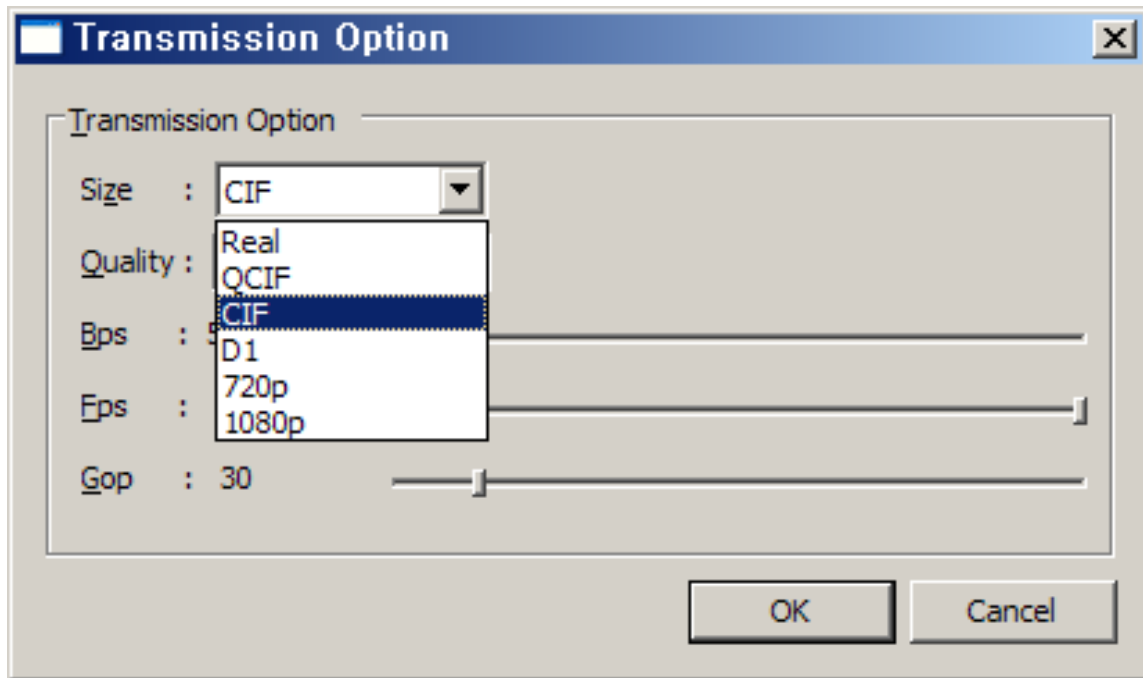 Transmission Option
Transmission Option
Size : CIF
Real
Quality :
QCIF
CIF
Bps :
D1
720p
Fps :
1080p
Gop : 30
OK Cancel